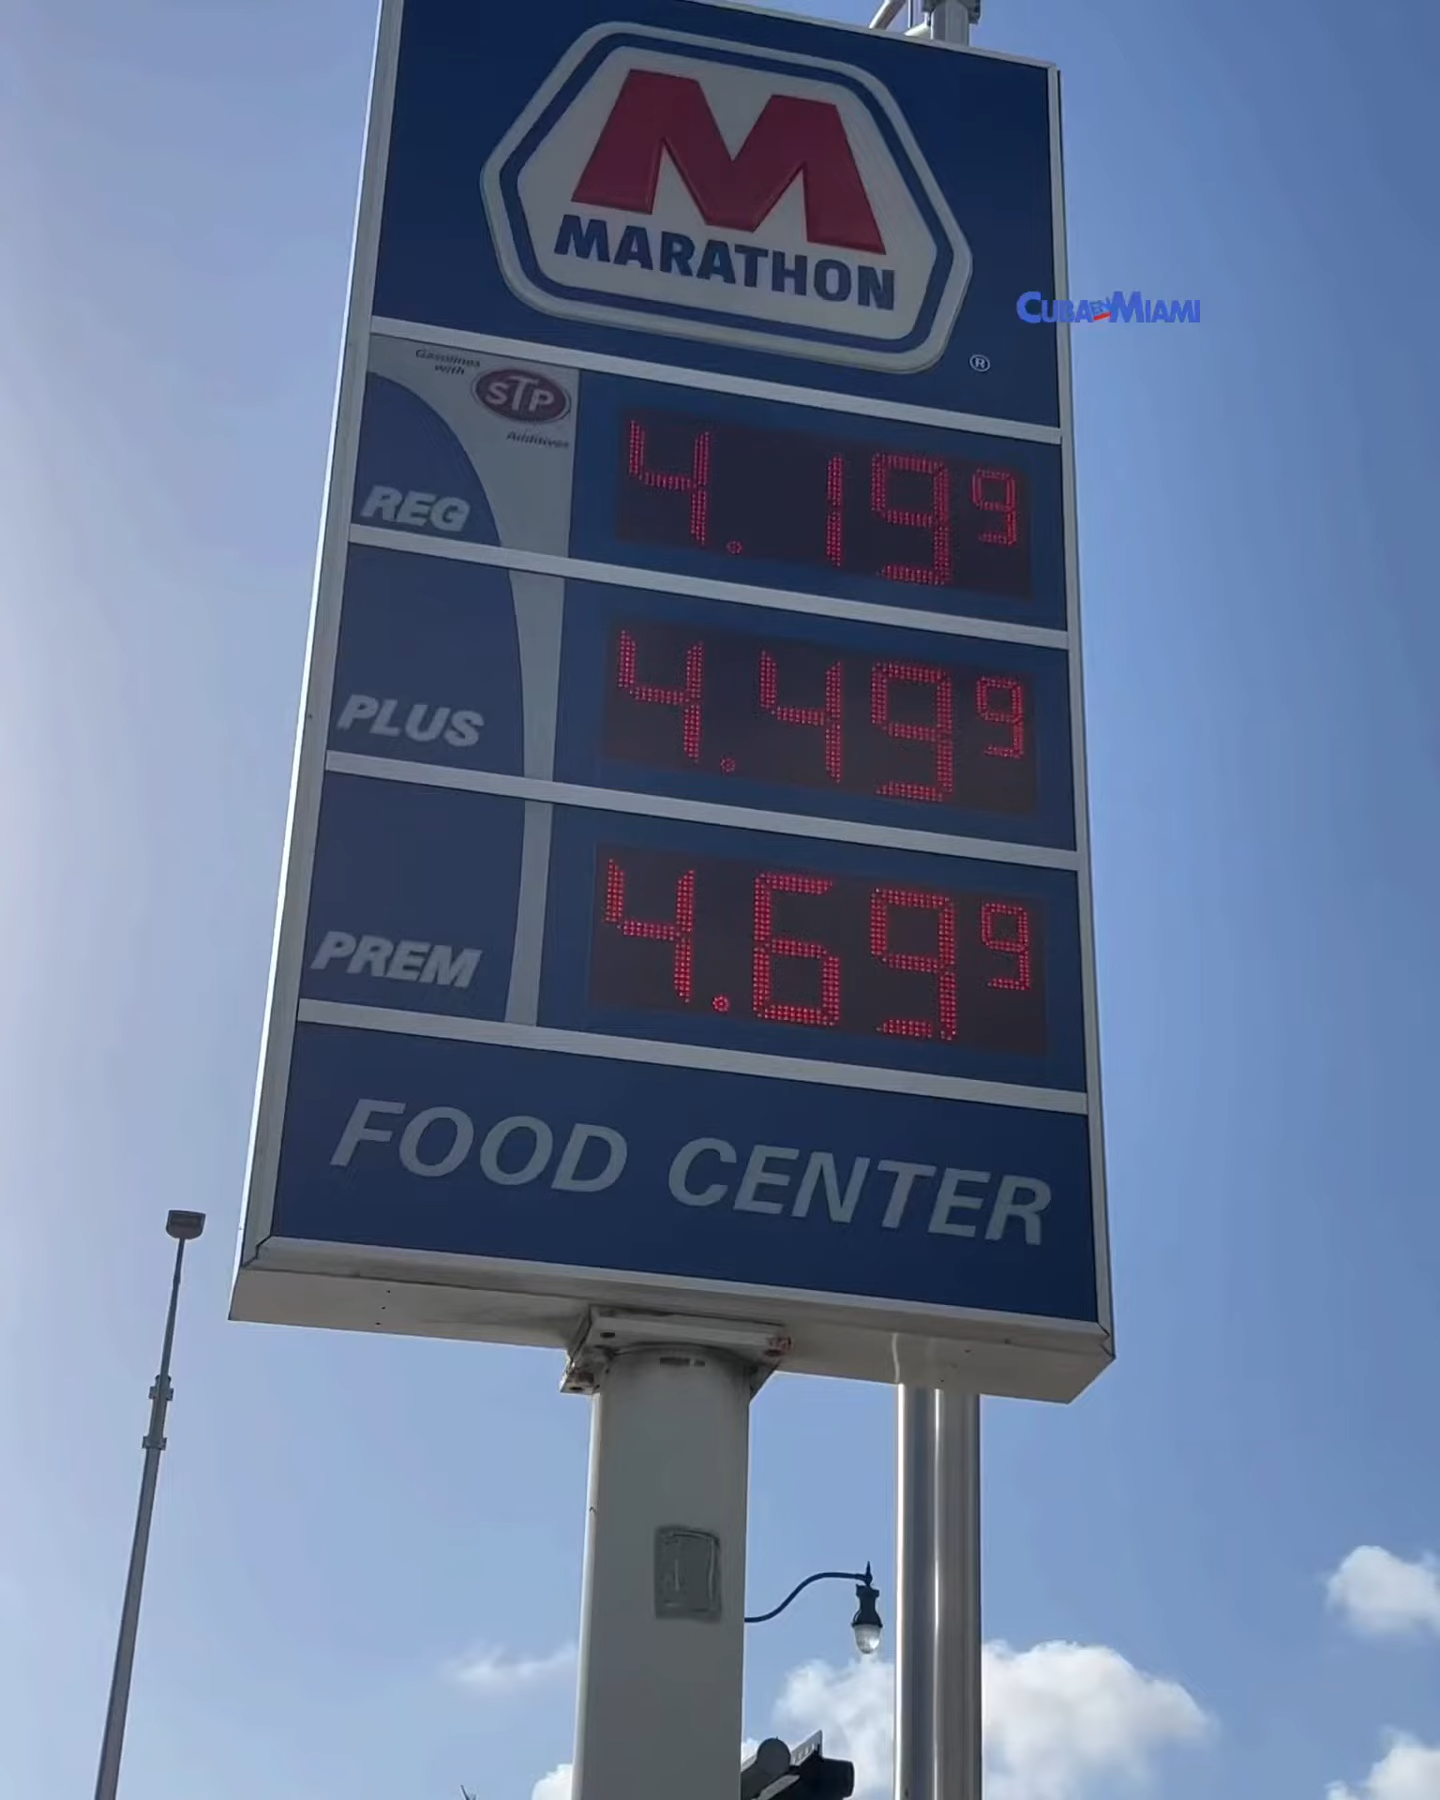 M
MARATHON
®
CUBA EN MIAMI
Gasolines
with
STP
Additives
REG
4.19 9
PLUS
4.49 9
PREM
4.69 9
FOOD CENTER